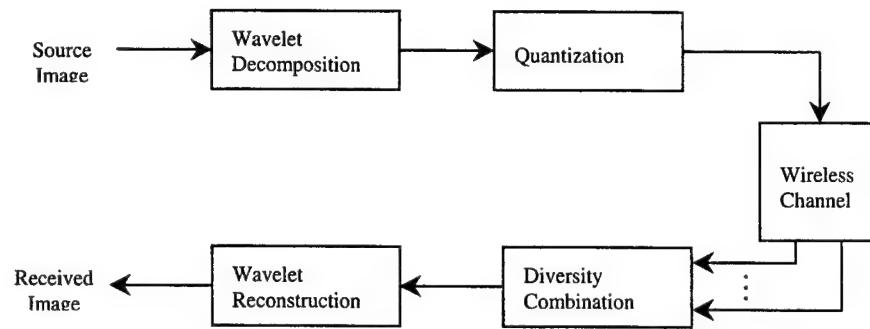 Source
Image
Wavelet
Decomposition
Quantization
Wireless
Channel
Received
Image
Wavelet
Reconstruction
Diversity
Combination